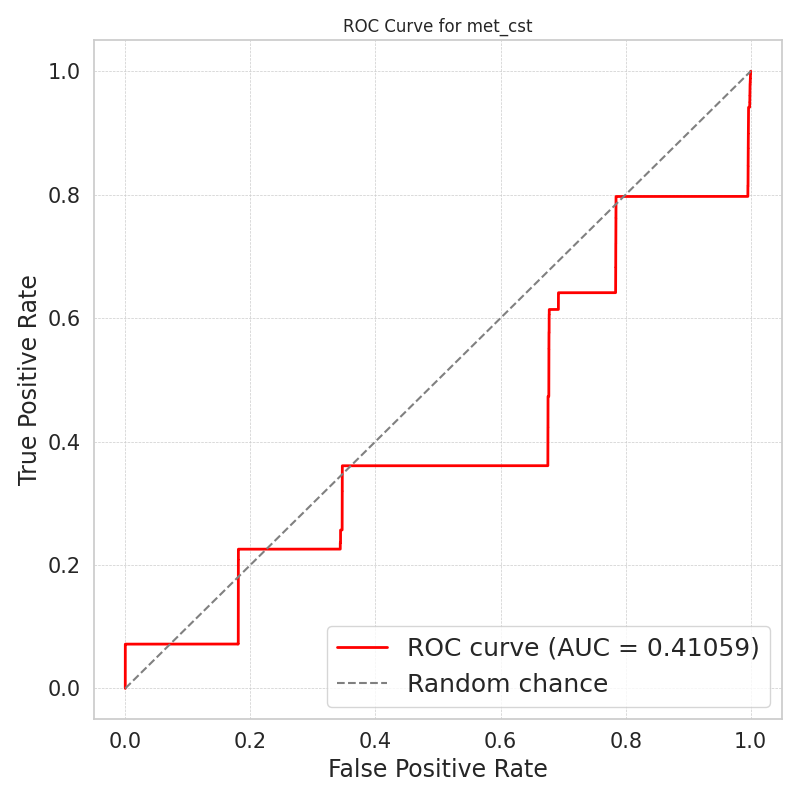 ROC Curve for met_cst
True Positive Rate
1.0
0.8
0.6
0.4
0.2
0.0
ROC curve (AUC = 0.41059)
Random chance
0.0 0.2 0.4 0.6 0.8 1.0
False Positive Rate